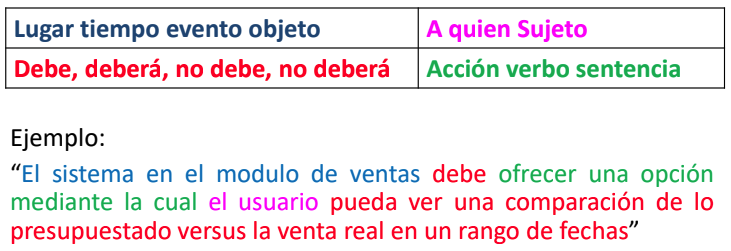 Lugar tiempo evento objeto
A quien Sujeto
Debe, deberá, no debe, no deberá
Acción verbo sentencia
Ejemplo:
“El sistema en el modulo de ventas debe ofrecer una opción
mediante la cual el usuario pueda ver una comparación de lo
presupuestado versus la venta real en un rango de fechas”